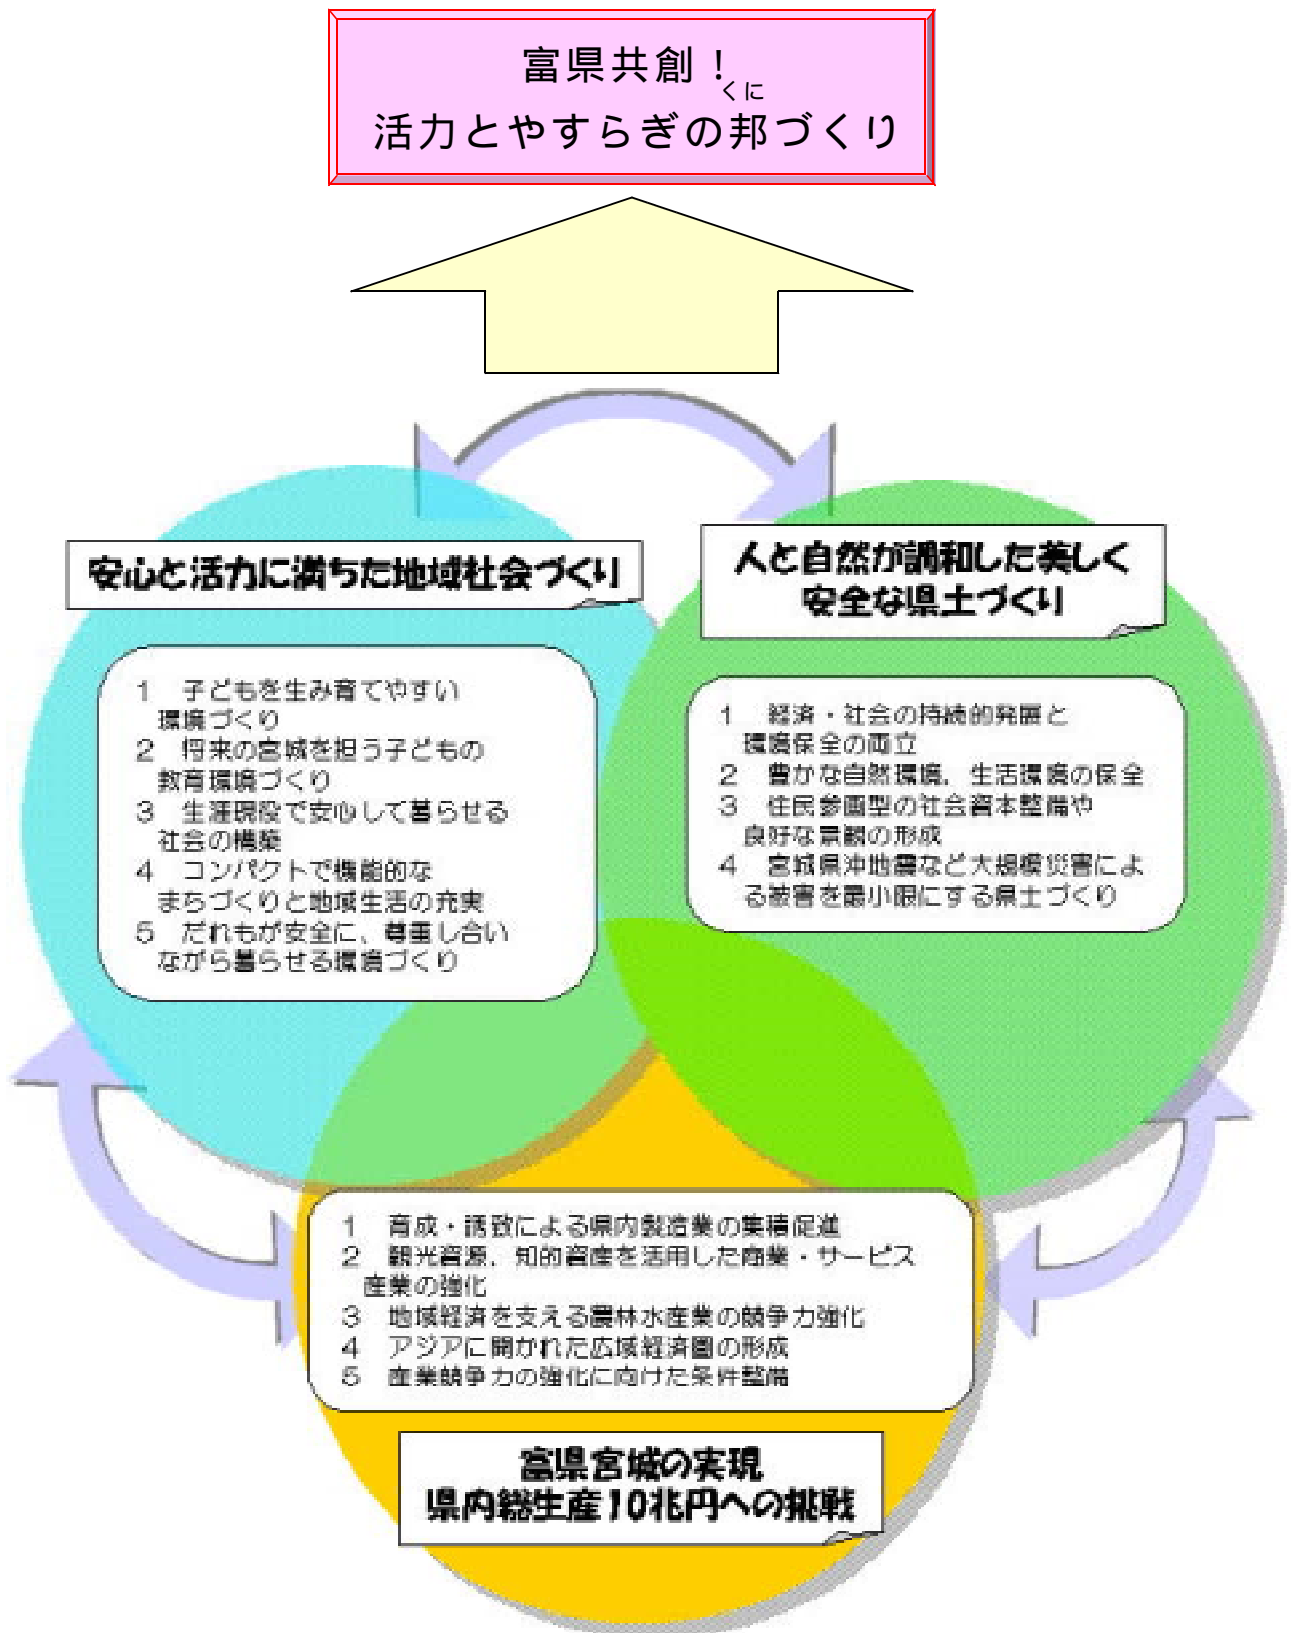 富県共創！
くに
活力とやすらぎの邦づくり
安心と活力に満ちた地域社会づくり
1　子どもを生み育てやすい
環境づくり
2　将来の宮城を担う子どもの
教育環境づくり
3　生涯現役で安心して暮らせる
社会の構築
4　コンパクトで機能的な
まちづくりと地域生活の充実
5　だれもが安全に、尊重し合い
ながら暮らせる環境づくり
人と自然が調和した美しく
安全な県土づくり
1　経済・社会の持続的発展と
環境保全の両立
2　豊かな自然環境，生活環境の保全
3　住民参画型の社会資本整備や
良好な景観の形成
4　宮城県沖地震など大規模災害によ
る被害を最小限にする県土づくり
1　育成・誘致による県内製造業の集積促進
2　観光資源，知的資産を活用した商業・サービス
産業の強化
3　地域経済を支える農林水産業の競争力強化
4　アジアに開かれた広域経済圏の形成
5　産業競争力の強化に向けた条件整備
富県宮城の実現
県内総生産10兆円への挑戦